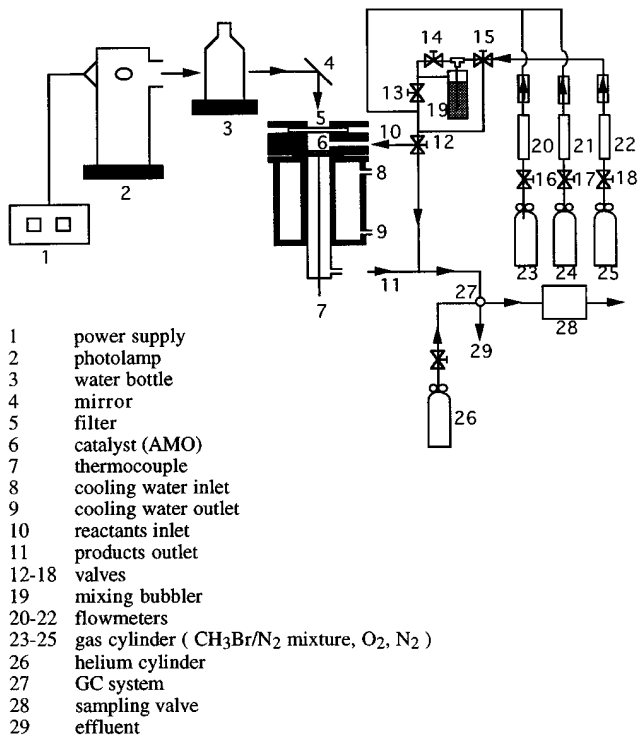 14
15
4
13
19
5
10
12
20
21
22
6
3
8
16
17
18
2
9
23
24
25
1
11
27
7
28
29
26
1 power supply
2 photolamp
3 water bottle
4 mirror
5 filter
6 catalyst (AMO)
7 thermocouple
8 cooling water inlet
9 cooling water outlet
10 reactants inlet
11 products outlet
12-18 valves
19 mixing bubbler
20-22 flowmeters
23-25 gas cylinder ( CH3Br/N2 mixture, O2, N2 )
26 helium cylinder
27 GC system
28 sampling valve
29 effluent